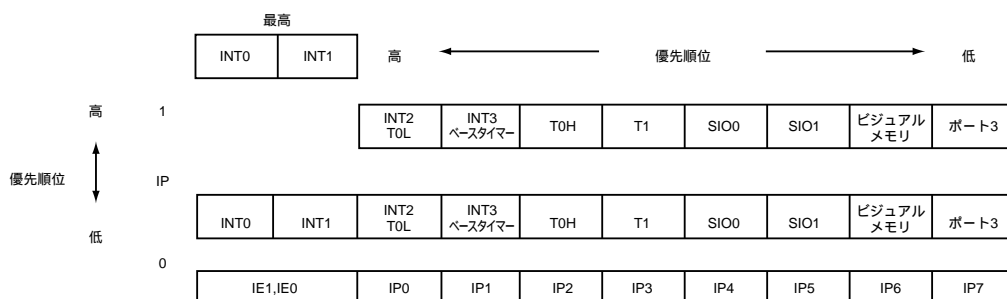 最高
INT0 INT1 高 優先順位 低
高 1 INT2 INT3 T0H T1 SIO0 SIO1 ビジュアル ポート3
T0L ベースタイマー メモリ
優先順位 IP
低 INT0 INT1 INT2 INT3 T0H T1 SIO0 SIO1 ビジュアル ポート3
T0L ベースタイマー メモリ
0
IE1,IE0 IP0 IP1 IP2 IP3 IP4 IP5 IP6 IP7